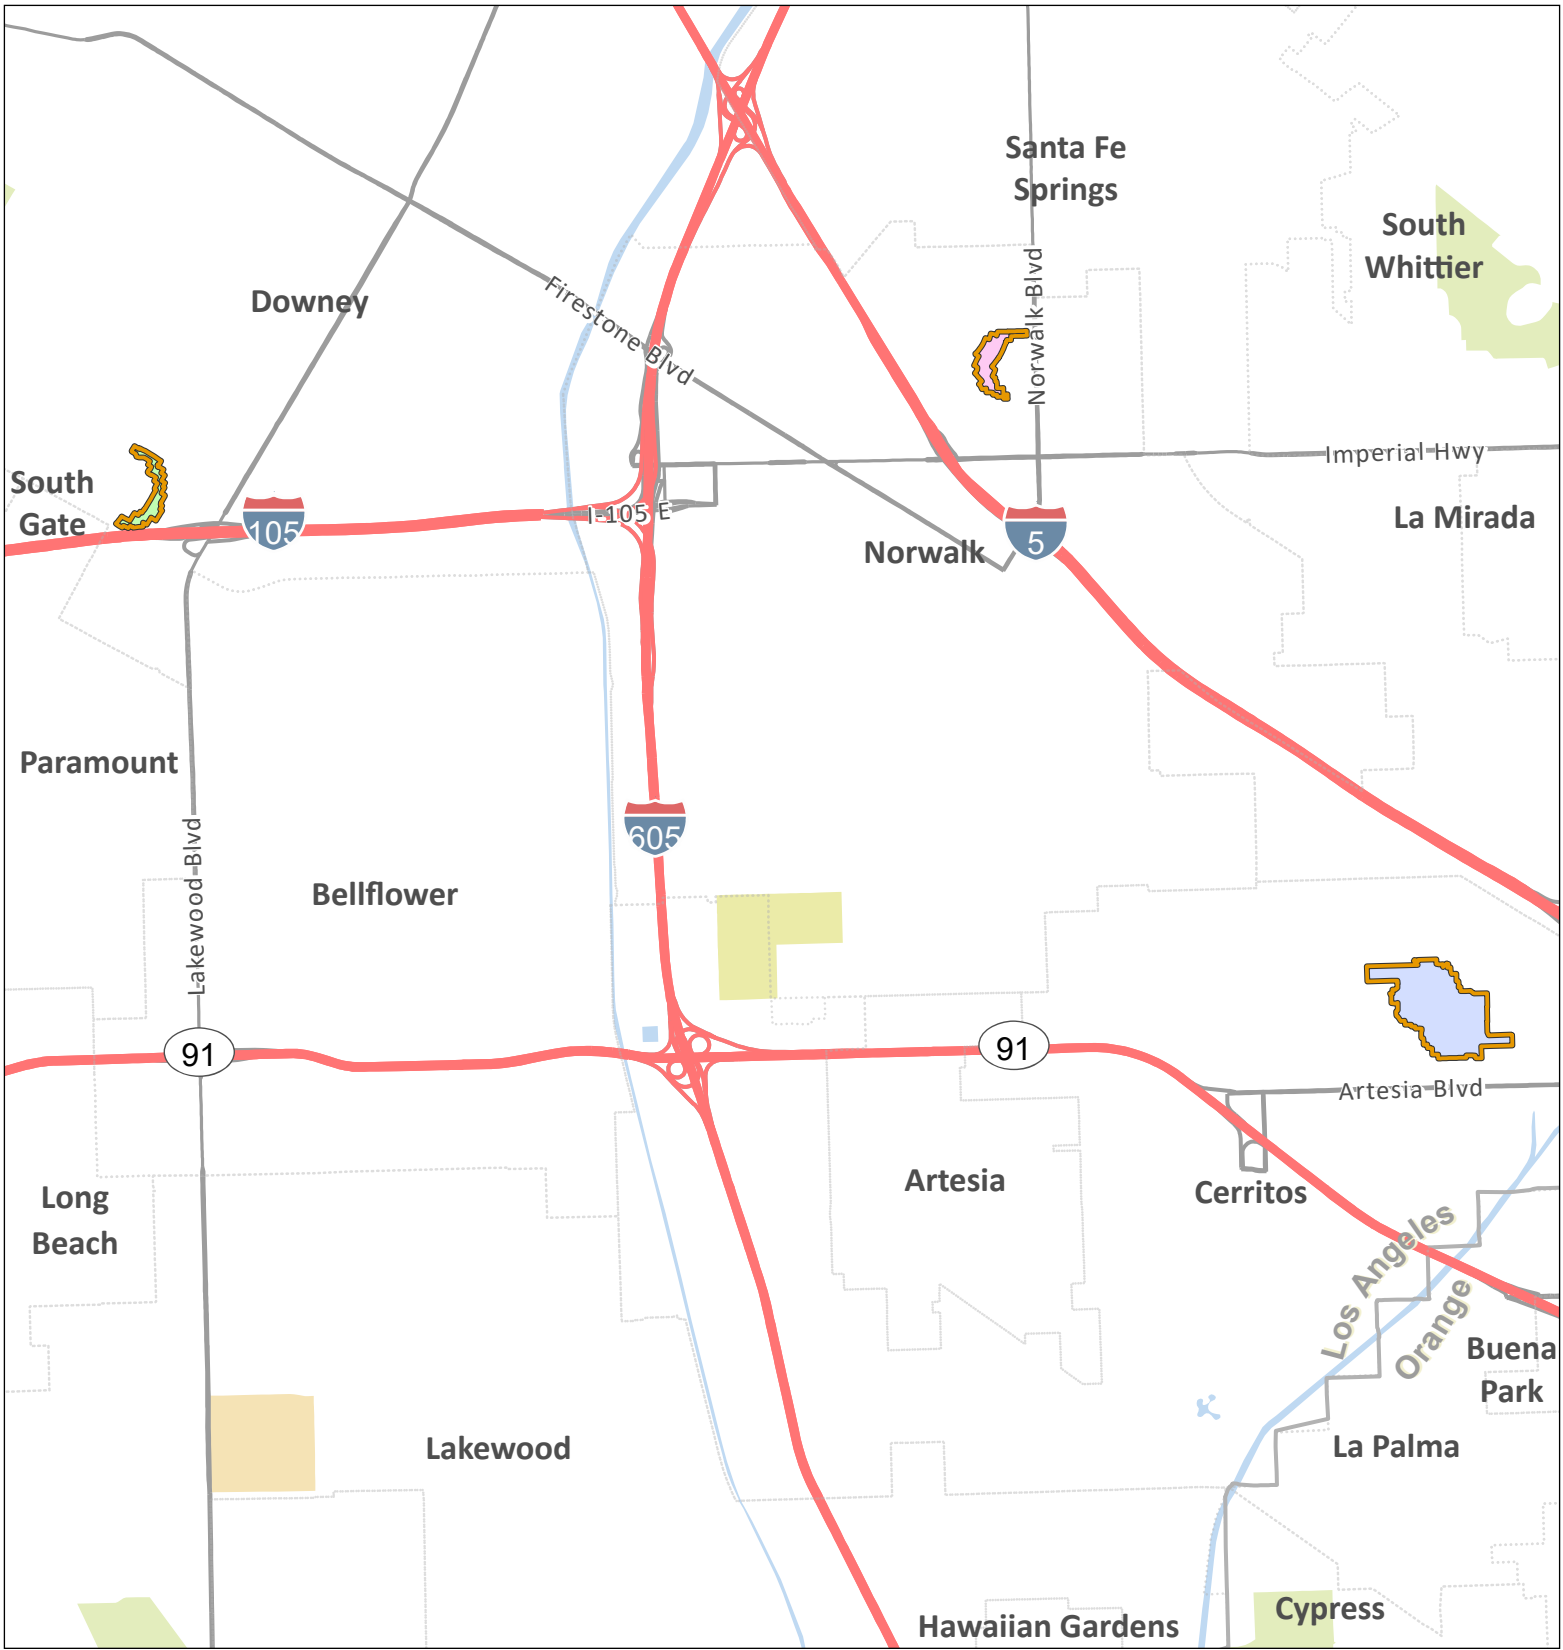 Santa Fe
Springs
South
Whittier
Downey
Firestone Blvd
Norwalk Blvd
South
Gate
Imperial Hwy
105
I-105 E
5
La Mirada
Norwalk
Paramount
605
Lakewood Blvd
Bellflower
91
91
Artesia Blvd
Artesia
Cerritos
Long
Beach
Los Angeles
Orange
Buena
Park
La Palma
Lakewood
Cypress
Hawaiian Gardens